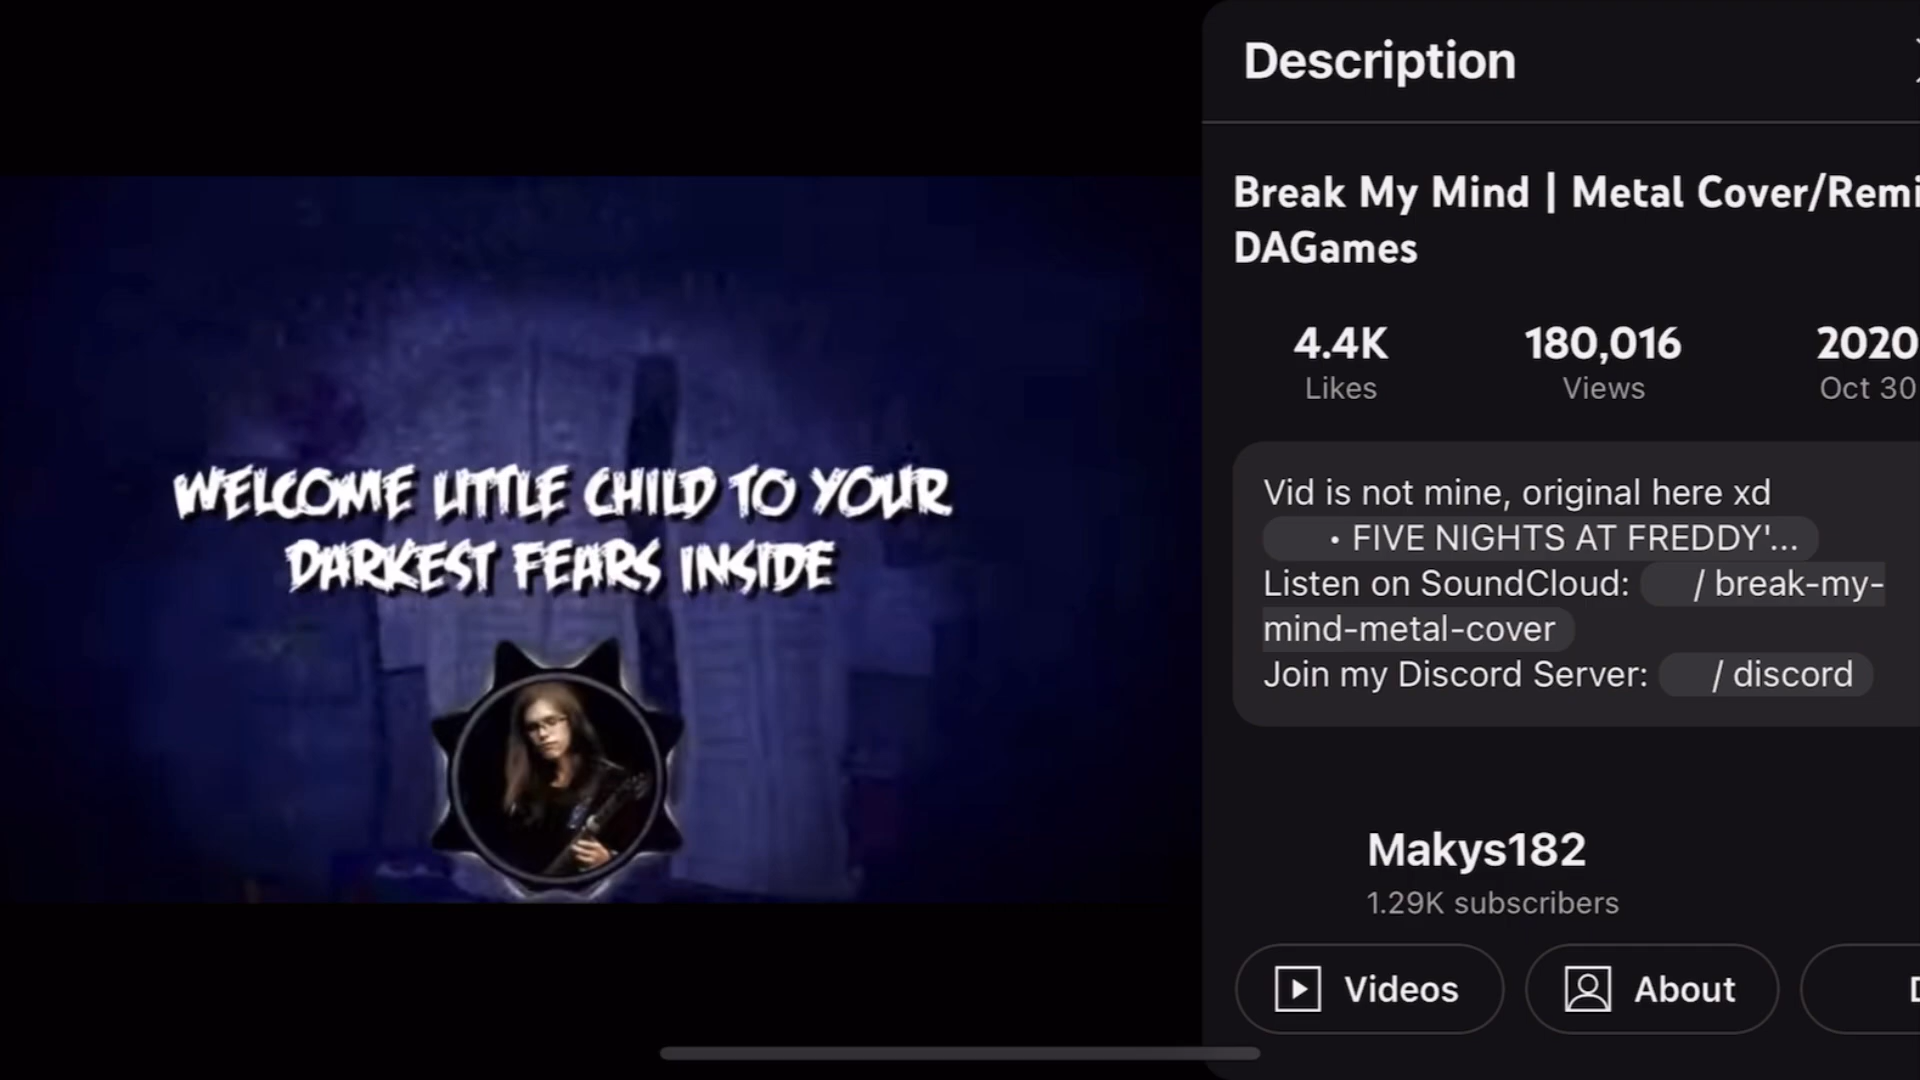 WELCOME LITTLE CHILD TO YOUR
DARKEST FEARS INSIDE
Description
Break My Mind | Metal Cover/Remi
DAGames
4.4K
Likes
180,016
Views
2020
Oct 30
Vid is not mine, original here xd
• FIVE NIGHTS AT FREDDY'...
Listen on SoundCloud: / break-my-
mind-metal-cover
Join my Discord Server: / discord
Makys182
1.29K subscribers
Videos
About